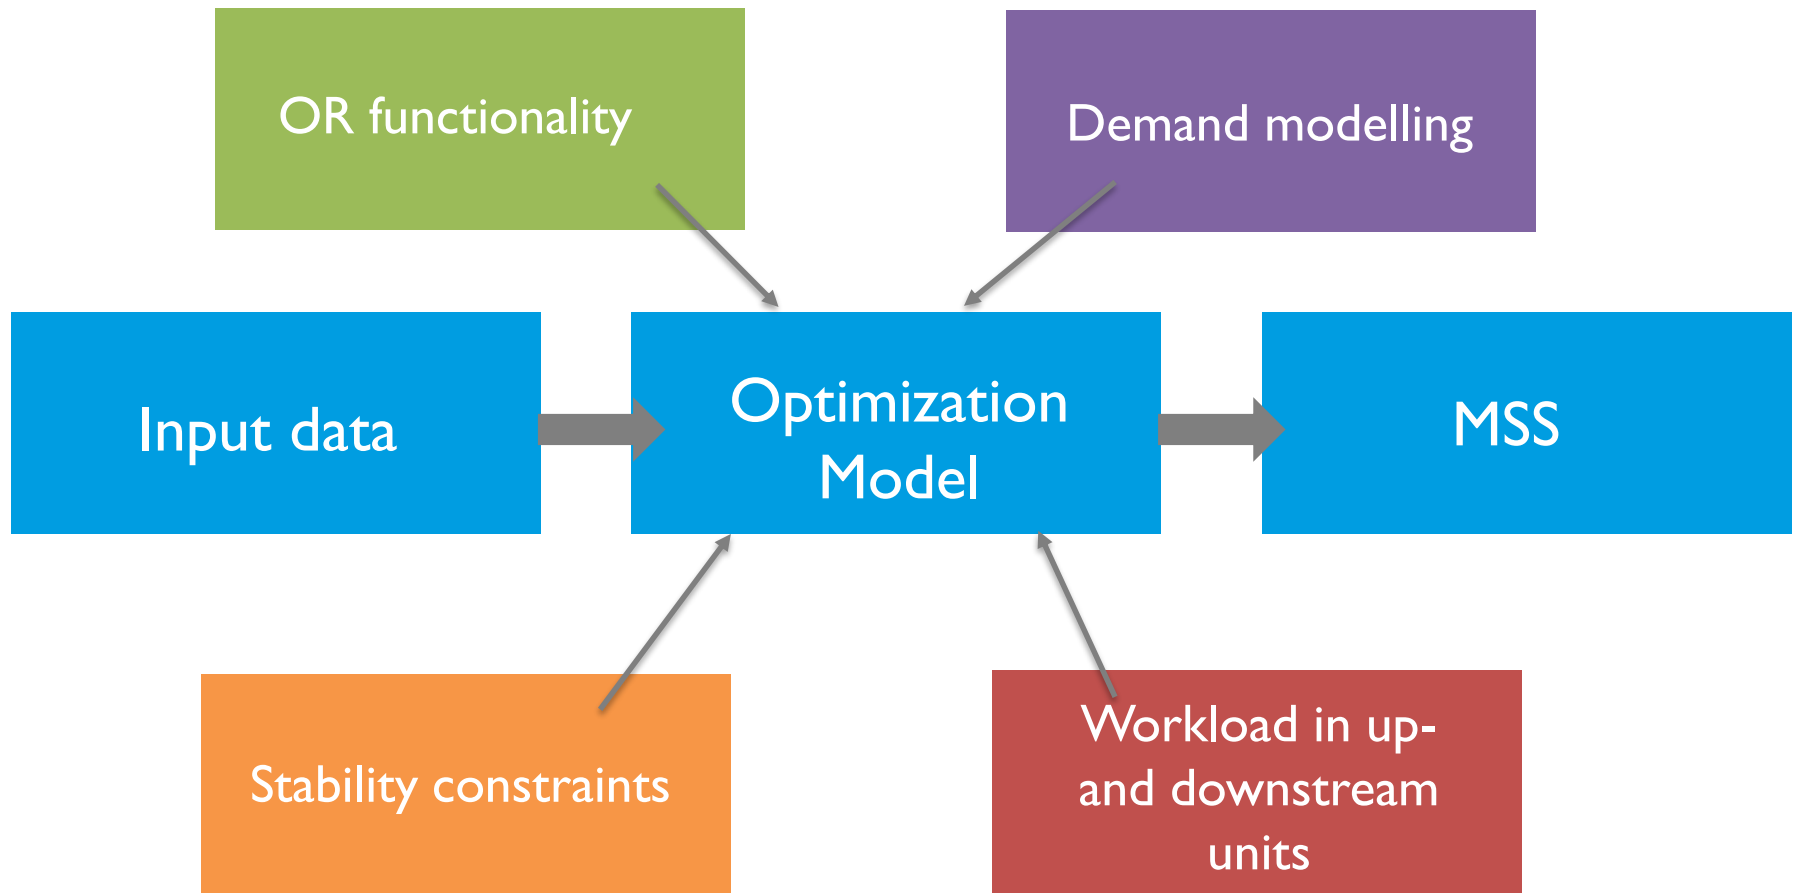 OR functionality
Demand modelling
Input data
Optimization
Model
MSS
Stability constraints
Workload in up-
and downstream
units